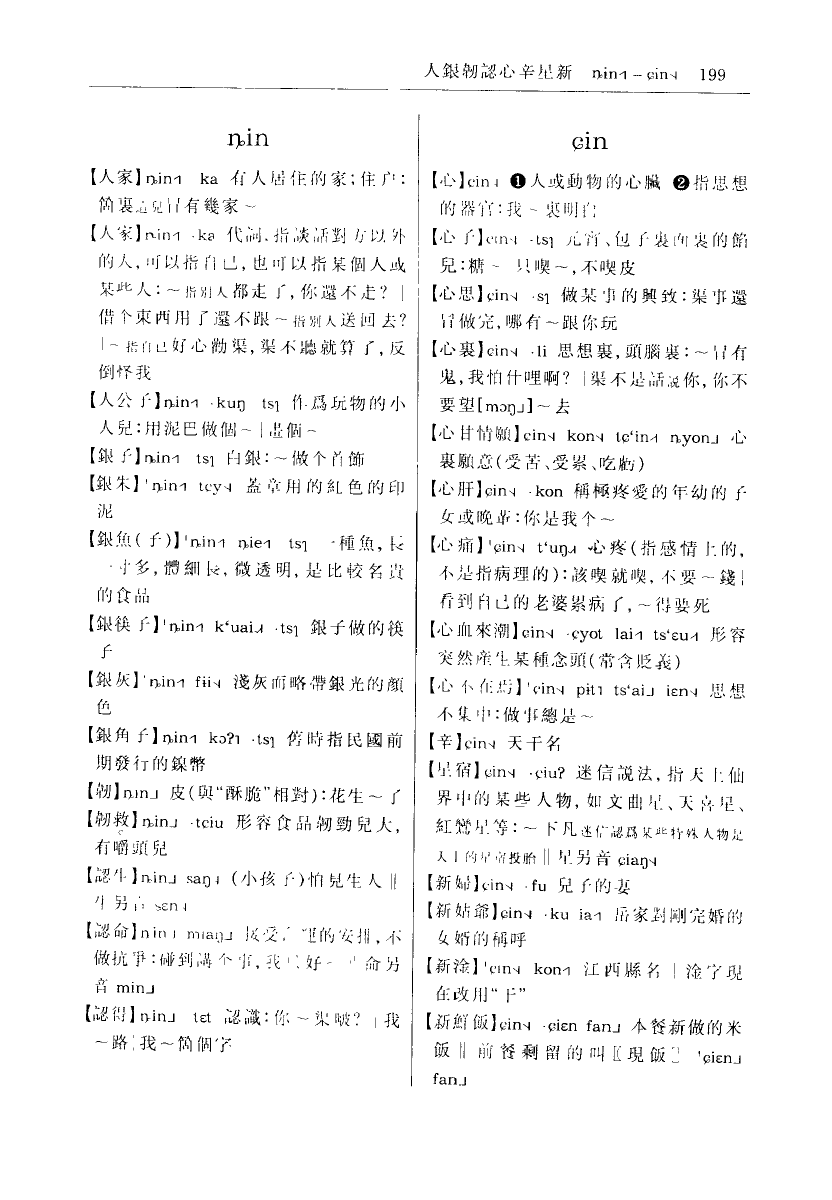 人銀韌認心辛星新 ȵin˧˥ – ɕin˦˨ 199
ȵin
【人家】ȵin˧˥ ka 有人居住的家;住户:
箇裏這兒冇有幾家～
【人家】ȵin˧˥ ·ka 代詞,指談話對方以外
的人,可以指自己,也可以指某個人或
某些人:～指别人都走了,你還不走?｜
借个東西用了還不跟～指别人送回去?
｜～指自己好心勸渠,渠不聽就算了,反
倒怪我
【人公子】ȵin˧˥ ·kuŋ tsɿ 作爲玩物的小
人兒:用泥巴做個～｜畫個～
【銀子】ȵin˧˥ tsɿ 白銀:～做个首飾
【銀朱】ˈȵin˧˥ tɕy˦˨ 蓋章用的紅色的印
泥
【銀魚(子)】ˈȵin˧˥ ȵie˧˥ tsɿ 一種魚,長
一寸多,體細長,微透明,是比較名貴
的食品
【銀筷子】ˈȵin˧˥ kʻuai ·tsɿ 銀子做的筷
子
【銀灰】ˈȵin˧˥ fɨi˦˨ 淺灰而略帶銀光的顔
色
【銀角子】ȵin˧˥ kɔʔ ·tsɿ 舊時指民國前
期發行的鎳幣
【韌】ȵin˩ 皮(與“酥脆”相對):花生～了
【韌救】ȵin˩ ·tɕiu 形容食品韌勁兒大,
有嚼頭兒
【認生】ȵin˩ saŋ˦˨ (小孩子)怕見生人‖
生另音 sɛn˦˨
【認命】ȵin˩ miaŋ˩ 接受 的安排,不
做抗爭:碰到講个事,我 好 命另
音 min˩
【認得】ȵin˩ tɛt 認識:你～渠啵?｜我
～路｜我～箇個字
ɕin
【心】ɕin˦˨ ❶人或動物的心臟 ❷指思想
的器官:我～裏明白
【心子】ɕin˦˨ ·tsɿ 元宵、包子裏面裏的餡
兒:糖～ 只喫～,不喫皮
【心思】ɕin˦˨ ·sɿ 做某事的興致:渠事還
冇做完,哪有～跟你玩
【心裏】ɕin˦˨ ·li 思想裏,頭腦裏:～冇有
鬼,我怕什哩啊?｜渠不是話説你,你不
要望[mɔŋ˩]～去
【心甘情願】ɕin˦˨ kon˦˨ tɕʻin˧˥ ȵyon˩ 心
裏願意(受苦、受累、吃虧)
【心肝】ɕin˦˨ ·kon 稱極疼愛的年幼的子
女或晚輩:你是我个～
【心痛】ˈɕin˦˨ tʻuŋ 心疼(指感情上的,
不是指病理的):該喫就喫,不要～錢｜
看到自己的老婆累病了,～得要死
【心血來潮】ɕin˦˨ ·ɕyot lai˧˥ tsʻɛu˧˥ 形容
突然産生某種念頭(常含貶義)
【心不在焉】ˈɕin˦˨ pit tsʻai˩ iɛn˦˨ 思想
不集中:做事總是～
【辛】ɕin˦˨ 天干名
【星宿】ɕin˦˨ ·ɕiuʔ 迷信説法,指天上仙
界中的某些人物,如文曲星、天喜星、
紅鸞星等:～下凡迷信認爲某些特殊人物是
天上的星宿投胎‖星另音 ɕiaŋ˦˨
【新婦】ɕin˦˨ ·fu 兒子的妻
【新姑爺】ɕin˦˨ ·ku ia˧˥ 岳家對剛完婚的
女婿的稱呼
【新淦】ˈɕin˦˨ kon˧˥ 江西縣名｜淦字現
在改用“干”
【新鮮飯】ɕin˦˨ ·ɕiɛn fan˩ 本餐新做的米
飯‖前餐剩留的叫〖現飯〗ˈɕiɛn˩
fan˩